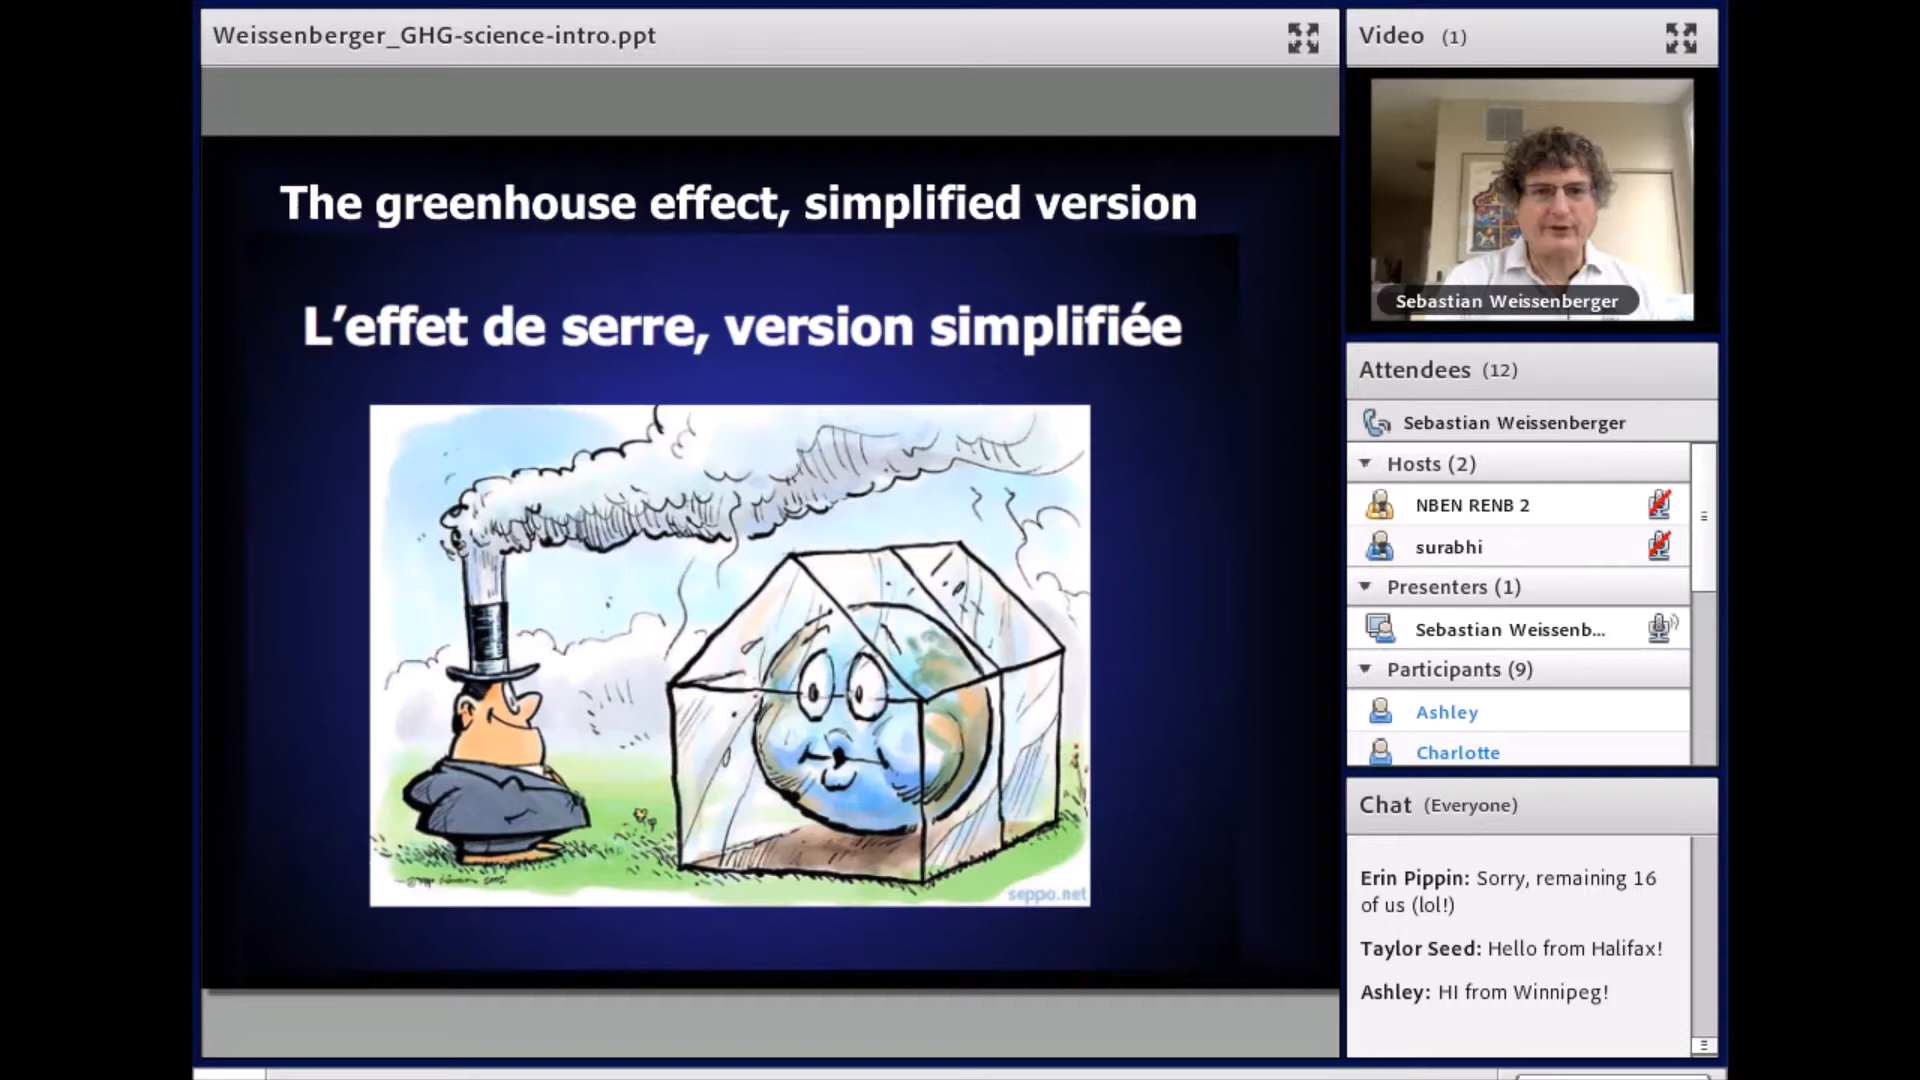 Weissenberger_GHG-science-intro.ppt
The greenhouse effect, simplified version
L’effet de serre, version simplifiée
seppo.net
Video (1)
Sebastian Weissenberger
Attendees (12)
Sebastian Weissenberger
Hosts (2)
NBEN RENB 2
surabhi
Presenters (1)
Sebastian Weissenb...
Participants (9)
Ashley
Charlotte
Chat (Everyone)
Erin Pippin: Sorry, remaining 16
of us (lol!)
Taylor Seed: Hello from Halifax!
Ashley: HI from Winnipeg!